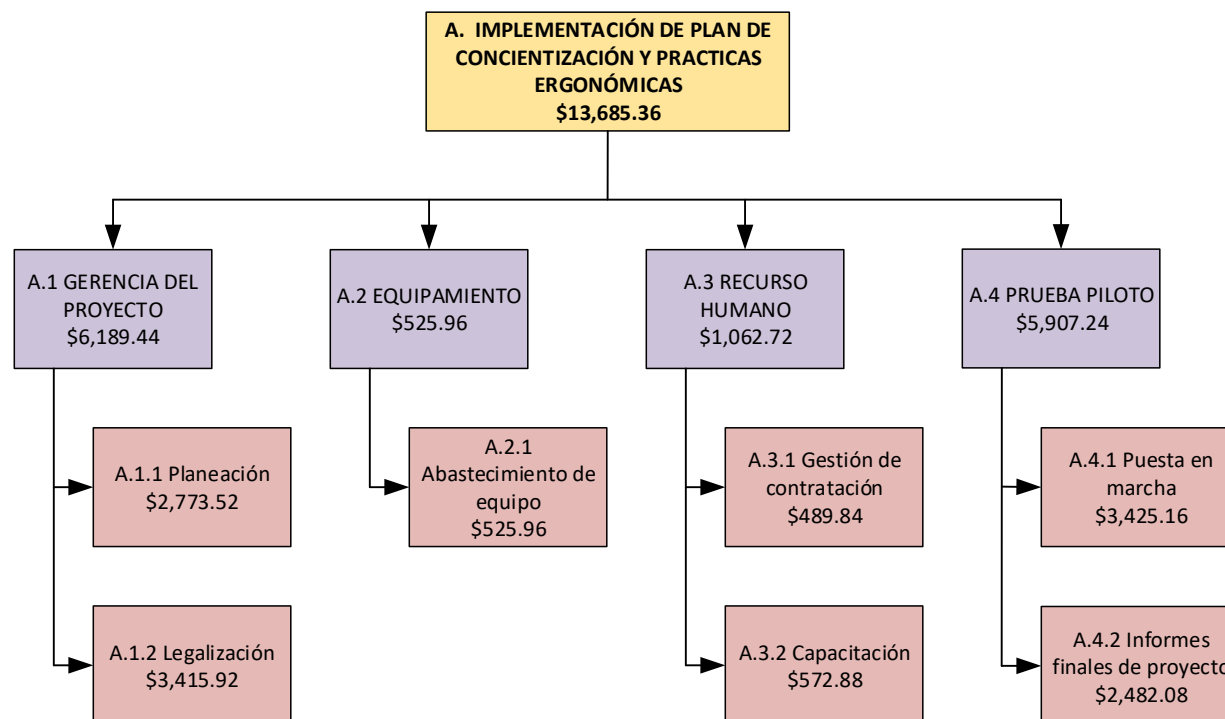 A. IMPLEMENTACIÓN DE PLAN DE
CONCIENTIZACIÓN Y PRACTICAS
ERGONÓMICAS
$13,685.36
A.1 GERENCIA DEL
PROYECTO
$6,189.44
A.2 EQUIPAMIENTO
$525.96
A.3 RECURSO
HUMANO
$1,062.72
A.4 PRUEBA PILOTO
$5,907.24
A.1.1 Planeación
$2,773.52
A.2.1
Abastecimiento de
equipo
$525.96
A.3.1 Gestión de
contratación
$489.84
A.4.1 Puesta en
marcha
$3,425.16
A.1.2 Legalización
$3,415.92
A.3.2 Capacitación
$572.88
A.4.2 Informes
finales de proyecto
$2,482.08